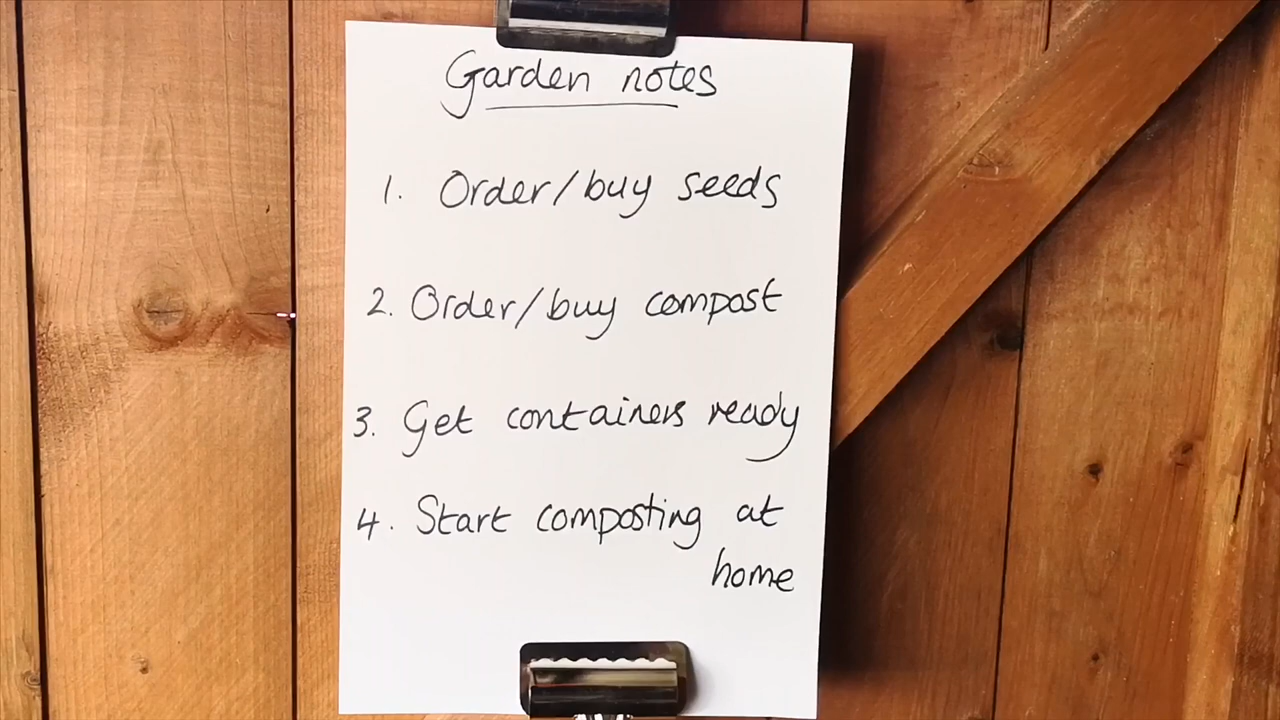 Garden notes
1. Order/buy seeds
2. Order/buy compost
3. Get containers ready
4. Start composting at
home